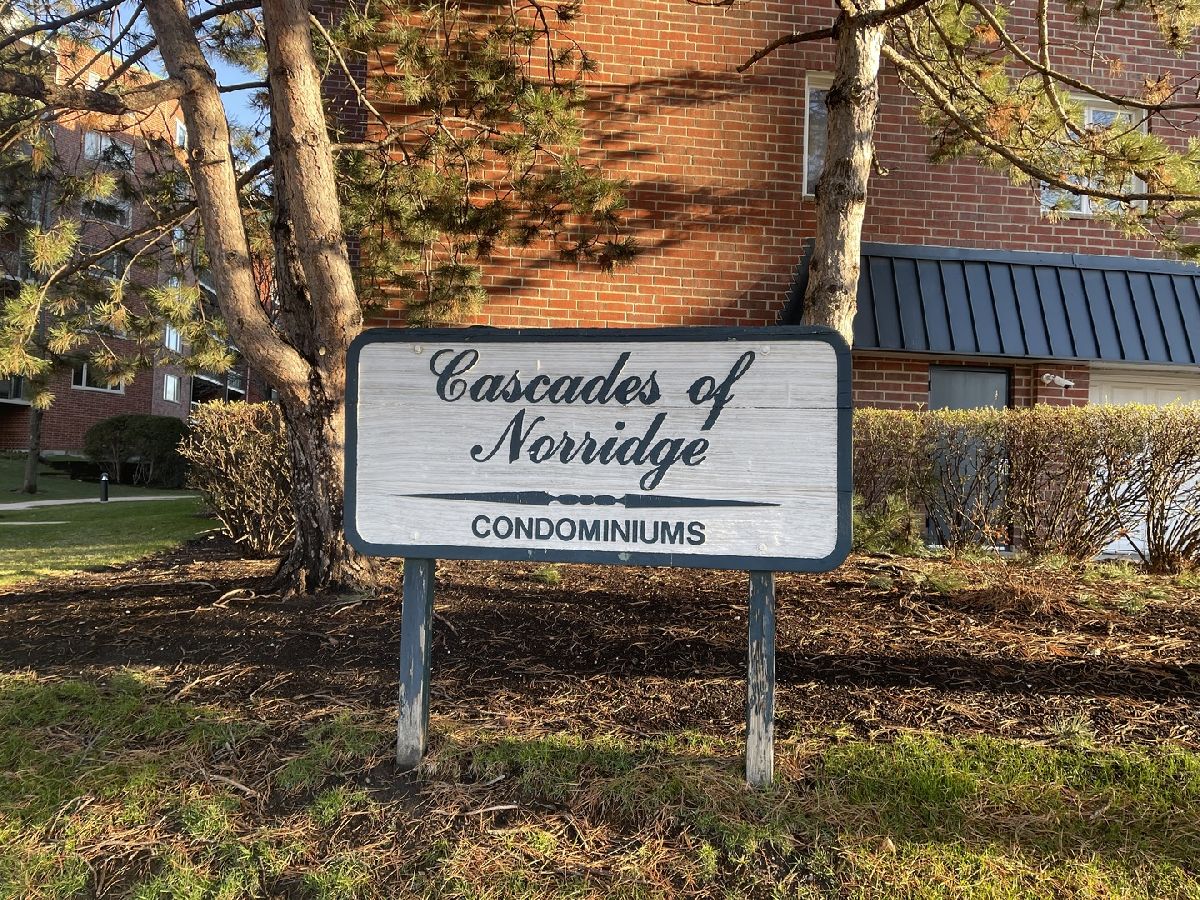 Cascades of
Norridge
CONDOMINIUMS